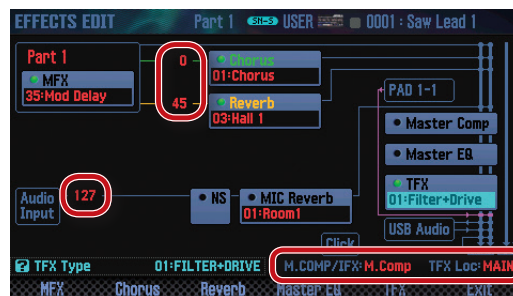 EFFECTS EDIT Part 1 SN-S USER 0001 : Saw Lead 1
Part 1
MFX
35:Mod Delay
0
Chorus
01:Chorus
45
Reverb
03:Hall 1
PAD 1-1
Master Comp
Master EQ
TFX
01:Filter+Drive
Audio
Input
127
NS
MIC Reverb
01:Room1
USB Audio
Click
? TFX Type 01:FILTER+DRIVE M.COMP/IFX:M.Comp TFX Loc:MAIN
MFX Chorus Reverb Master EQ TFX Exit